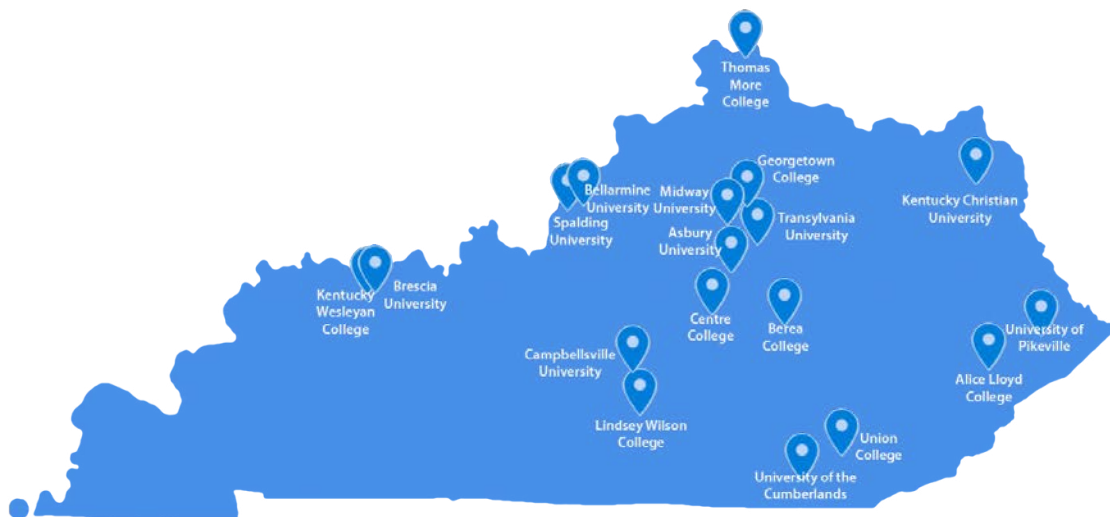 Thomas
More
College
Georgetown
College
Bellarmine
University
Midway
University
Kentucky Christian
University
Spalding
University
Transylvania
University
Asbury
University
Kentucky
Wesleyan
College
Brescia
University
Centre
College
Berea
College
University of
Pikeville
Campbellsville
University
Alice Lloyd
College
Lindsey Wilson
College
Union
College
University of the
Cumberlands